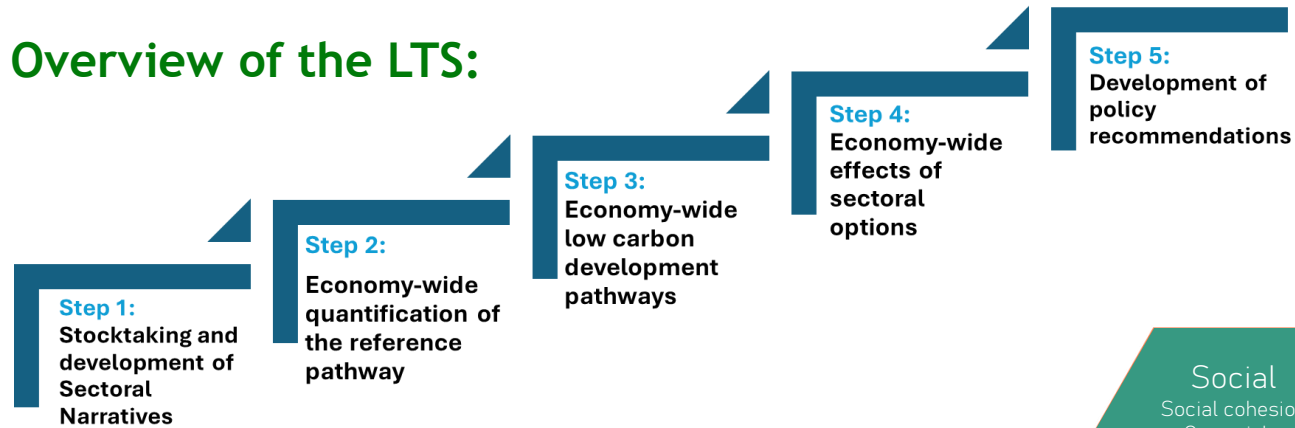 Overview of the LTS:
Step 1:
Stocktaking and
development of
Sectoral
Narratives
Step 2:
Economy-wide
quantification of
the reference
pathway
Step 3:
Economy-wide
low carbon
development
pathways
Step 4:
Economy-wide
effects of
sectoral
options
Step 5:
Development of
policy
recommendations
Social
Social